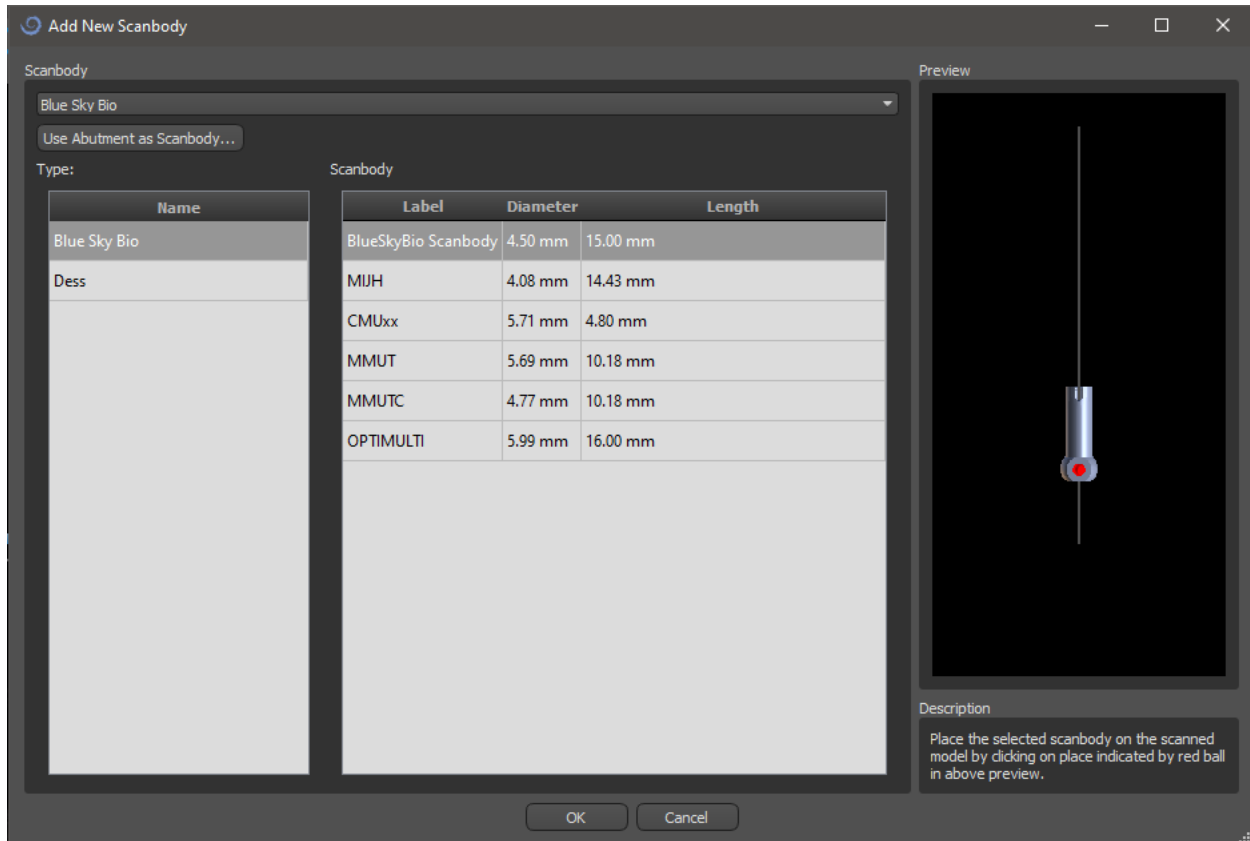 Add New Scanbody
Scanbody
Blue Sky Bio
Use Abutment as Scanbody...
Type:
Name
Blue Sky Bio
Dess
Scanbody
Label Diameter Length
BlueSkyBio Scanbody 4.50 mm 15.00 mm
MIJH 4.08 mm 14.43 mm
CMUxx 5.71 mm 4.80 mm
MMUT 5.69 mm 10.18 mm
MMUTC 4.77 mm 10.18 mm
OPTIMULTI 5.99 mm 16.00 mm
Preview
Description
Place the selected scanbody on the scanned
model by clicking on place indicated by red ball
in above preview.
OK
Cancel